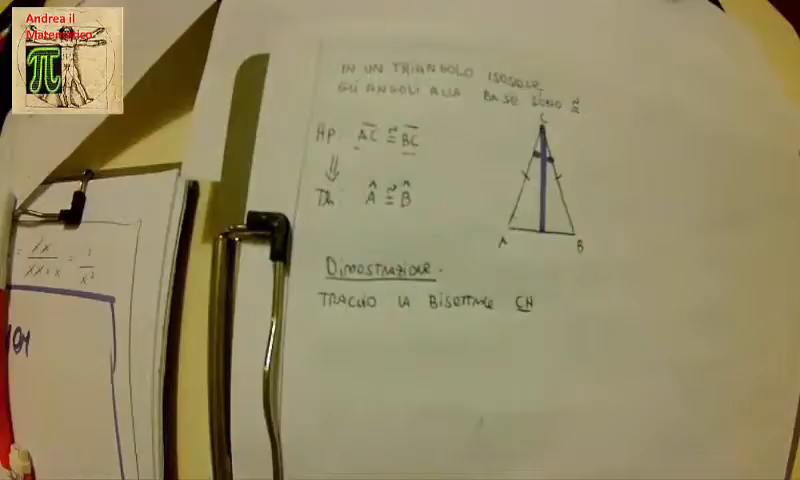 Andrea il
Matematico
π
IN UN TRIANGOLO ISOSCELE
GLI ANGOLI ALLA BASE SONO ≅
C
Hp: AC ≅ BC
⇓
Th: Â ≅ B̂
A
B
DIMOSTRAZIONE.
TRACCIO LA BISETTRICE CH